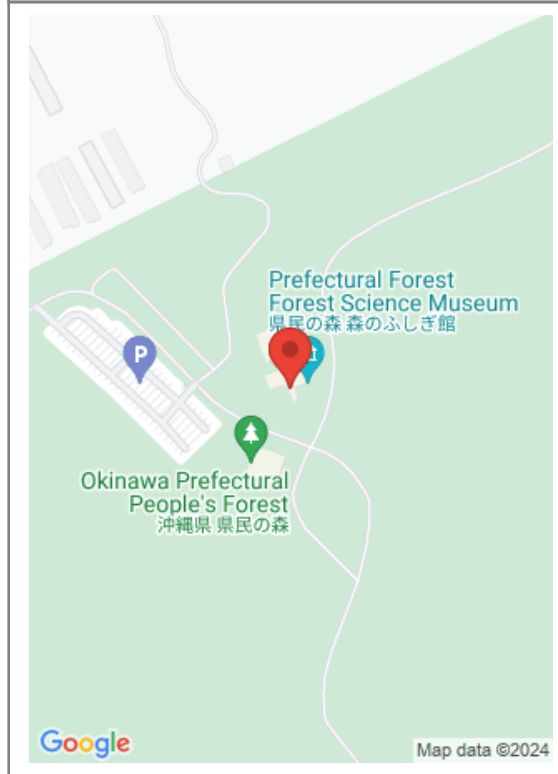 Prefectural Forest
Forest Science Museum
県民の森 森のふしぎ館
P
Okinawa Prefectural
People's Forest
沖縄県 県民の森
Google
Map data ©2024